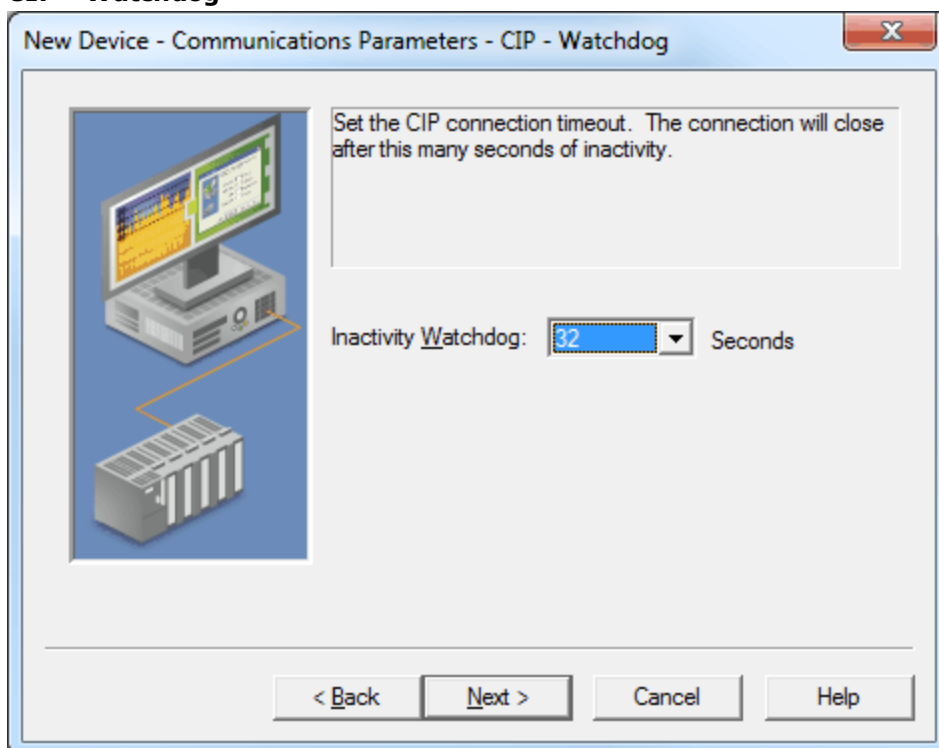 New Device - Communications Parameters - CIP - Watchdog
Set the CIP connection timeout. The connection will close
after this many seconds of inactivity.
Inactivity Watchdog: 32 Seconds
< Back Next > Cancel Help